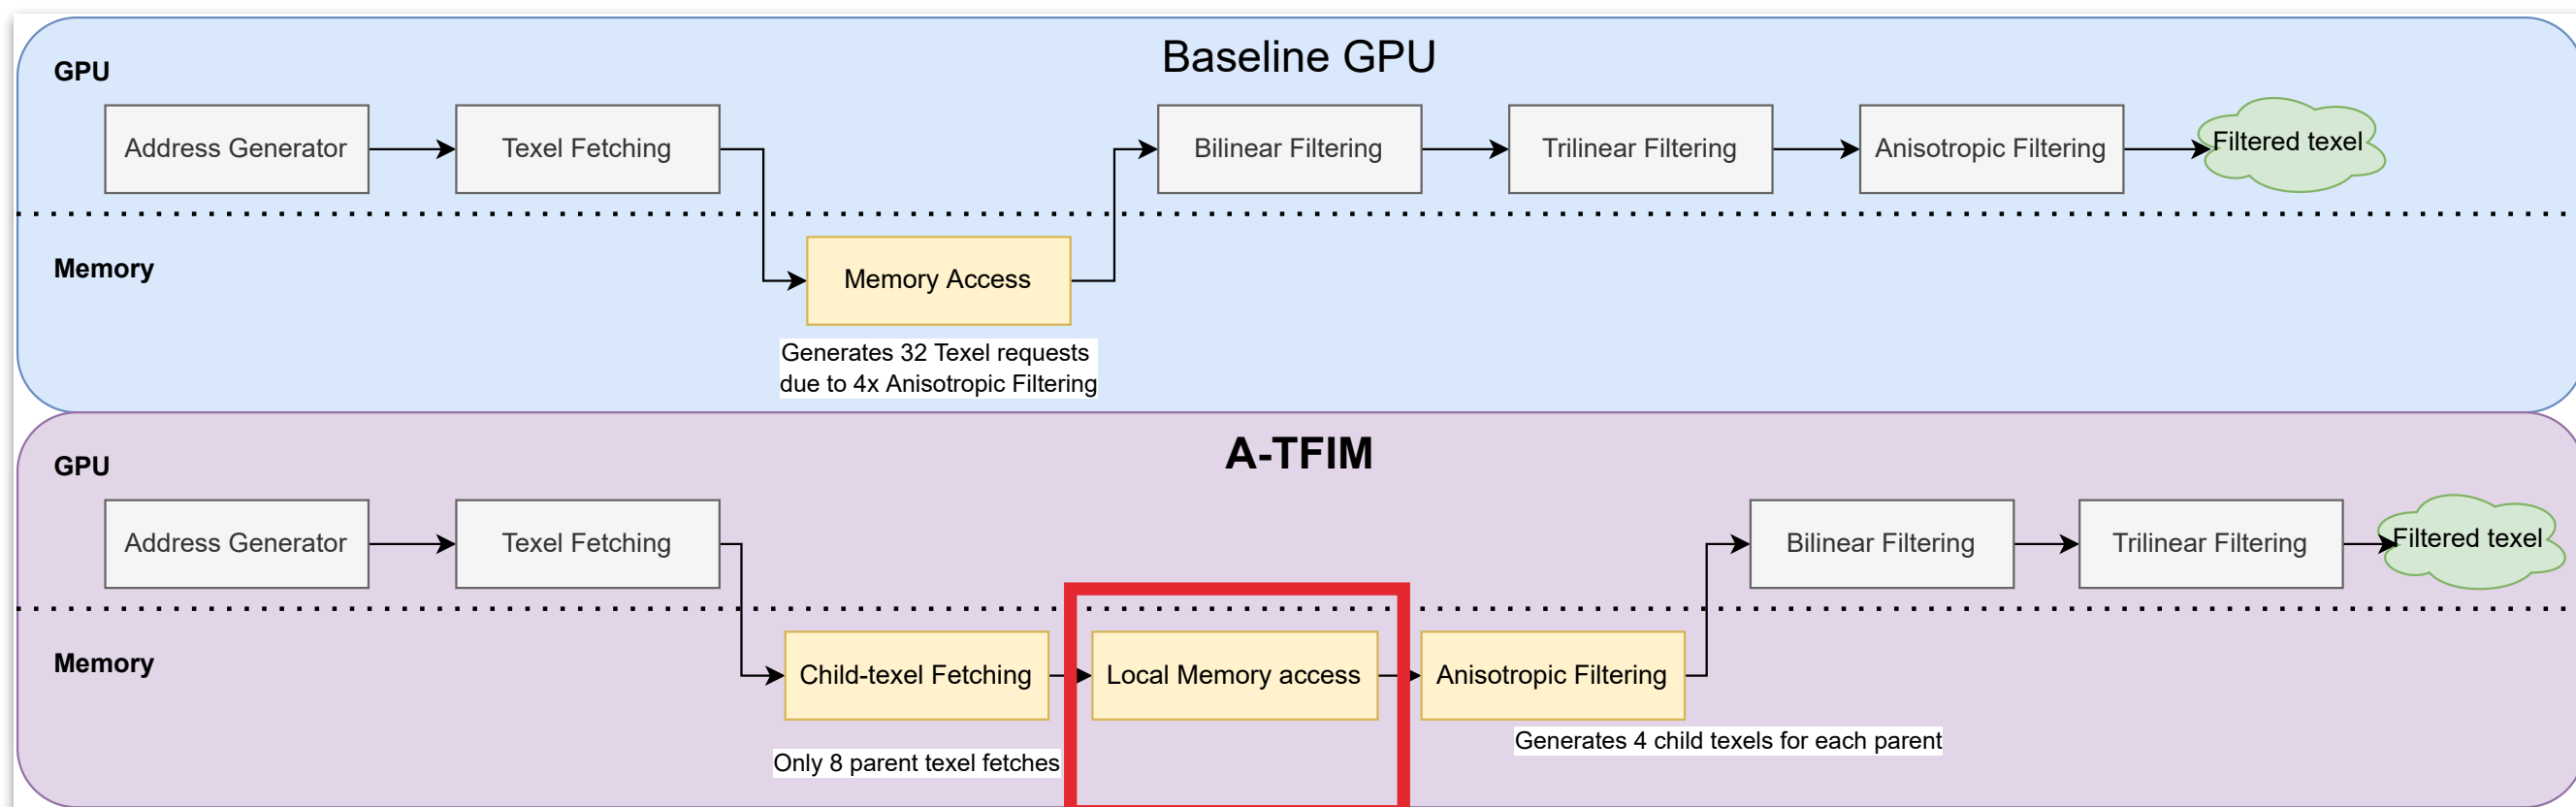 Baseline GPU
GPU
Address Generator
Texel Fetching
Bilinear Filtering
Trilinear Filtering
Anisotropic Filtering
Filtered texel
Memory
Memory Access
Generates 32 Texel requests
due to 4x Anisotropic Filtering
A-TFIM
GPU
Address Generator
Texel Fetching
Bilinear Filtering
Trilinear Filtering
Filtered texel
Memory
Child-texel Fetching
Local Memory access
Anisotropic Filtering
Only 8 parent texel fetches
Generates 4 child texels for each parent